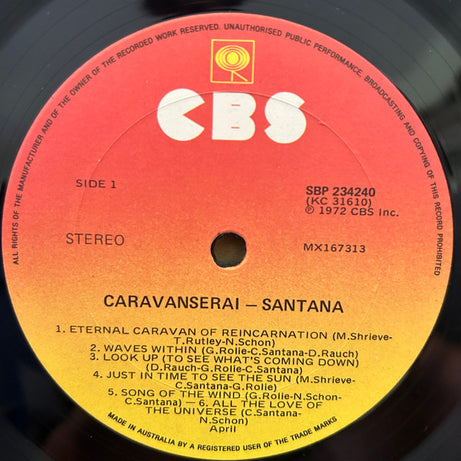 ALL RIGHTS OF THE MANUFACTURER AND OF THE OWNER OF THE RECORDED WORK RESERVED. UNAUTHORISED PUBLIC PERFORMANCE, BROADCASTING AND COPYING OF THIS RECORD PROHIBITED
CBS
SIDE 1
SBP 234240
(KC 31610)
℗ 1972 CBS Inc.
STEREO
MX167313
CARAVANSERAI – SANTANA
1. ETERNAL CARAVAN OF REINCARNATION (M.Shrieve-
T.Rutley-N.Schon)
2. WAVES WITHIN (G.Rolie-C.Santana-D.Rauch)
3. LOOK UP (TO SEE WHAT'S COMING DOWN)
(D.Rauch-G.Rolie-C.Santana)
4. JUST IN TIME TO SEE THE SUN (M.Shrieve-
C.Santana-G.Rolie)
5. SONG OF THE WIND (G.Rolie-N.Schon-
C.Santana) — 6. ALL THE LOVE OF
THE UNIVERSE (C.Santana-
N.Schon)
April
MADE IN AUSTRALIA BY A REGISTERED USER OF THE TRADE MARKS